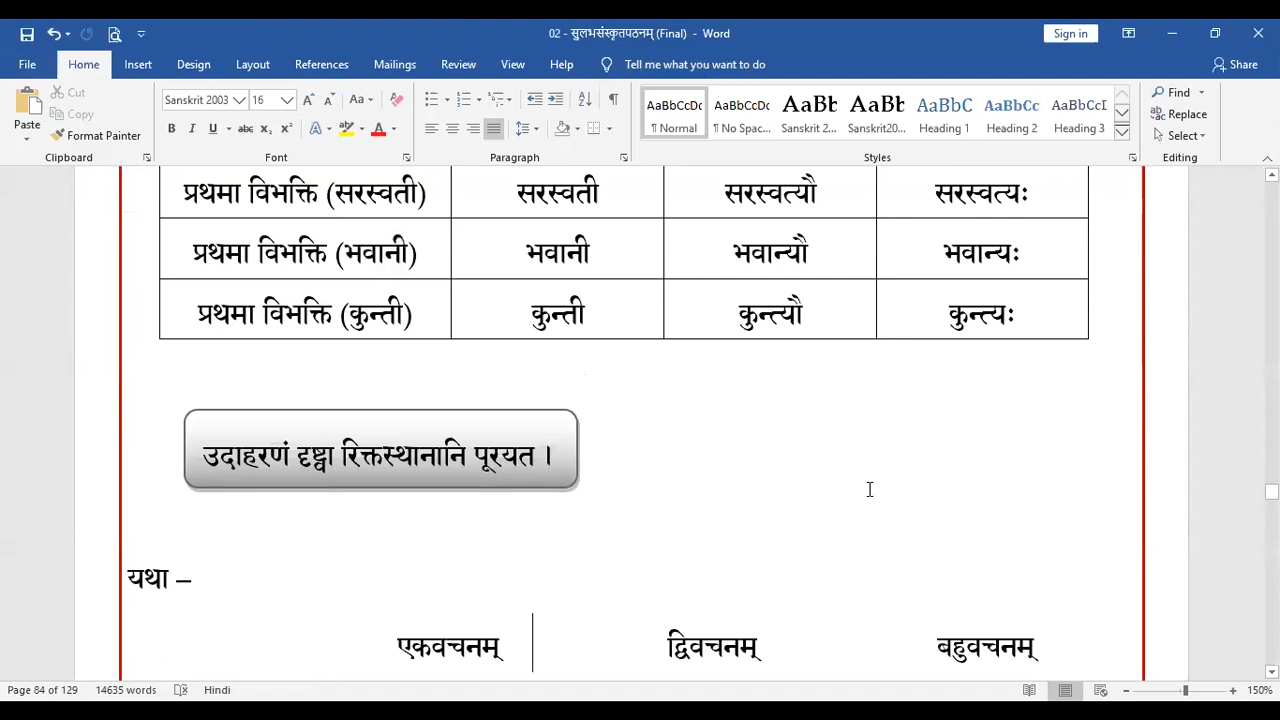 02 - सुलभसंस्कृतपठनम् (Final) - Word
Sign in
File Home Insert Design Layout References Mailings Review View Help Tell me what you want to do Share
Paste Cut Copy Format Painter
Sanskrit 2003 16
AaBbCcDc AaBbCcDc AaBb AaBb AaBbC AaBbCc AaBbCcD
¶ Normal ¶ No Spac... Sanskrit 2... Sanskrit20... Heading 1 Heading 2 Heading 3
Find Replace Select
Clipboard Font Paragraph Styles Editing
प्रथमा विभक्ति (सरस्वती) सरस्वती सरस्वत्यौ सरस्वत्यः
प्रथमा विभक्ति (भवानी) भवानी भवान्यौ भवान्यः
प्रथमा विभक्ति (कुन्ती) कुन्ती कुन्त्यौ कुन्त्यः
उदाहरणं दृष्ट्वा रिक्तस्थानानि पूरयत ।
यथा –
एकवचनम् द्विवचनम् बहुवचनम्
Page 84 of 129 14635 words Hindi 150%